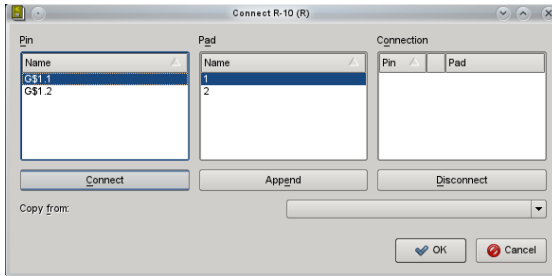 Connect R-10 (R)
Pin Pad Connection
Name Name Pin Pad
G$1.1 1
G$1.2 2
Connect Append Disconnect
Copy from:
OK Cancel